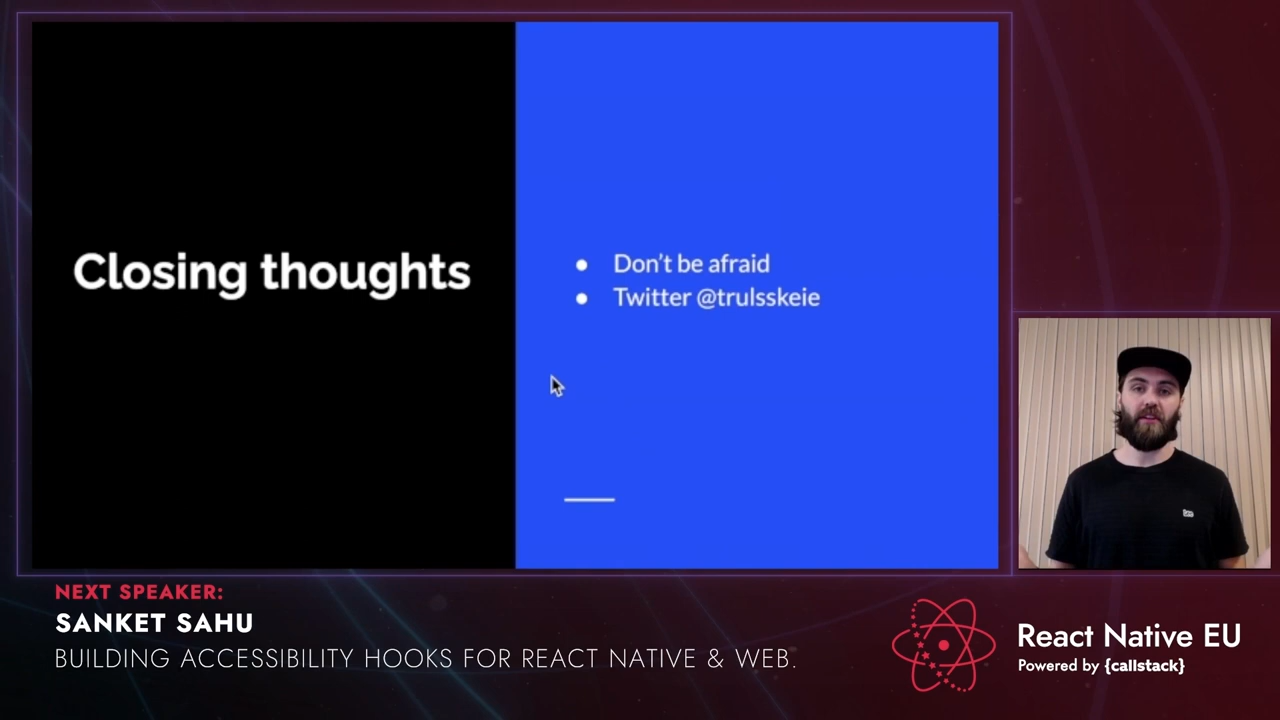 Closing thoughts
● Don't be afraid
● Twitter @trulsskeie
NEXT SPEAKER:
SANKET SAHU
BUILDING ACCESSIBILITY HOOKS FOR REACT NATIVE & WEB.
React Native EU
Powered by {callstack}